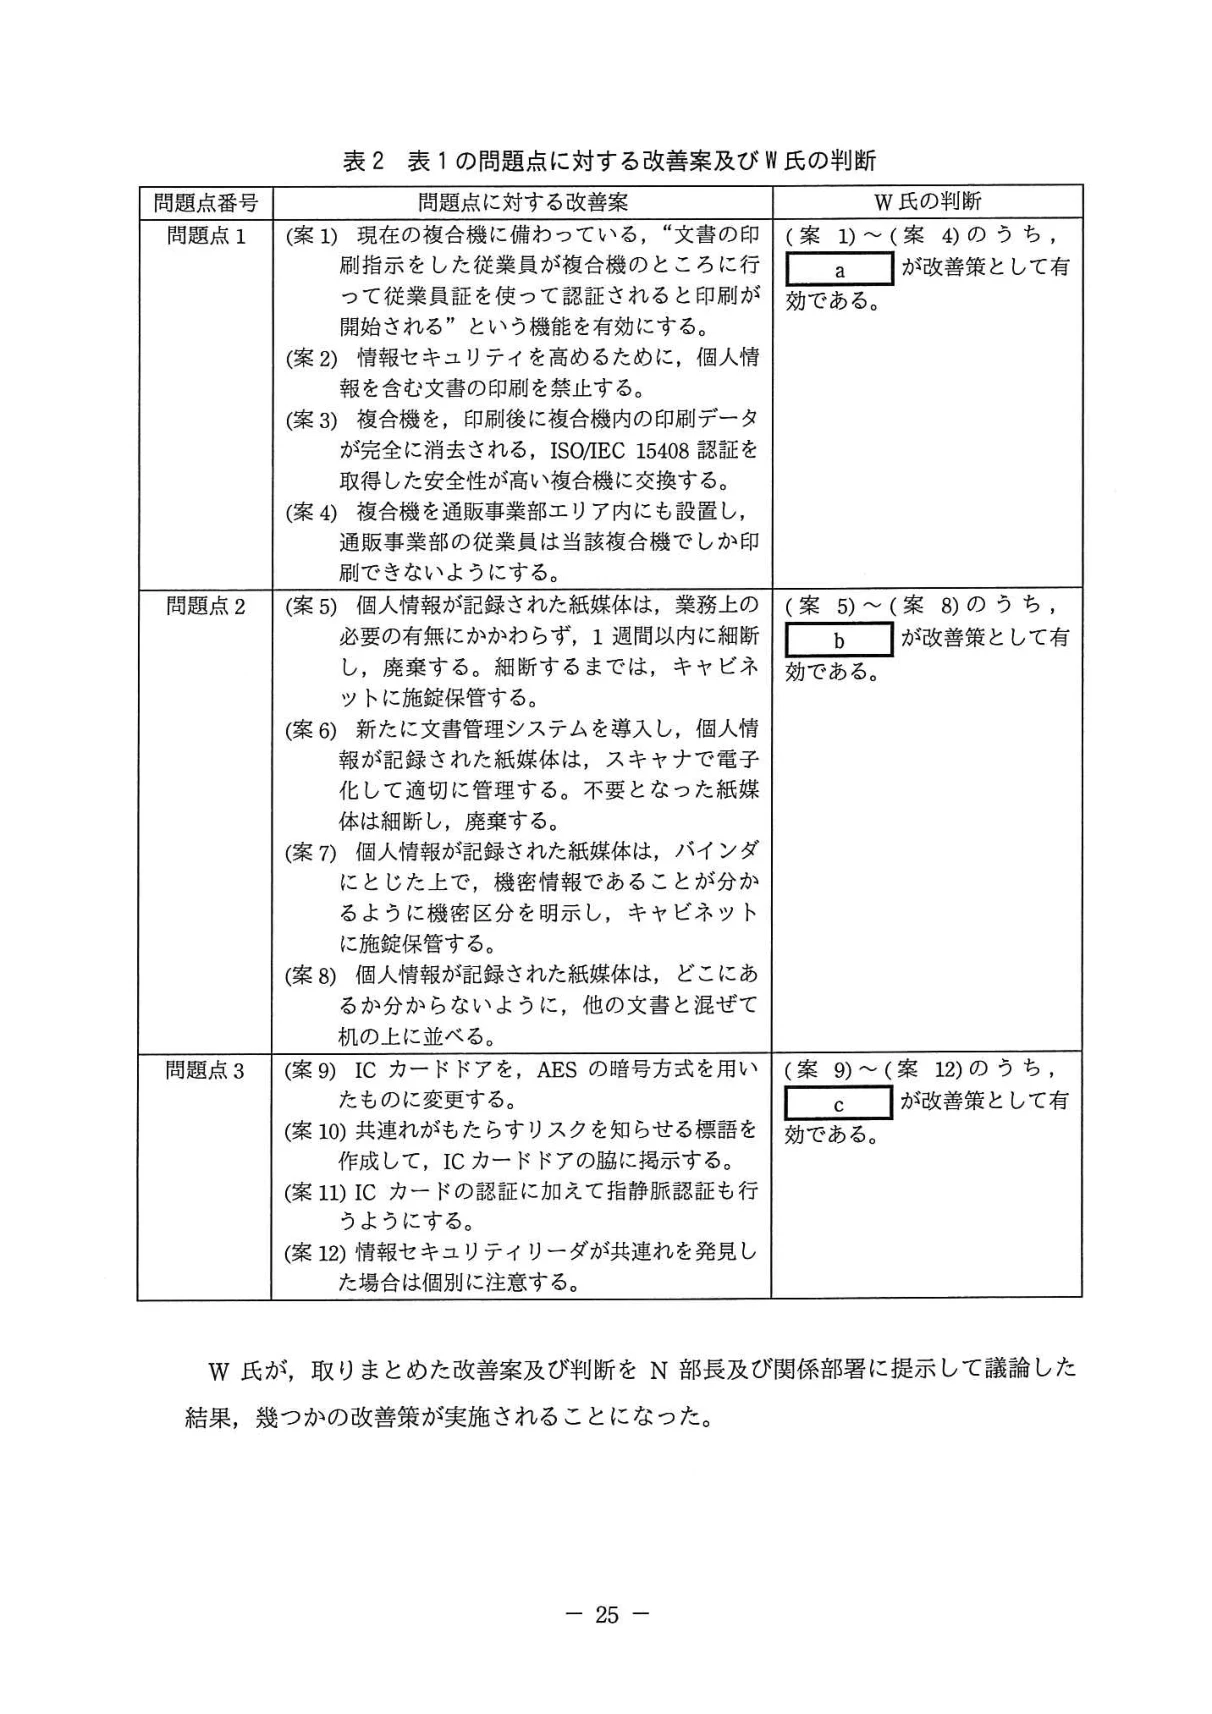 表2 表1の問題点に対する改善案及びW氏の判断
問題点番号 問題点に対する改善案 W氏の判断
問題点1
(案1) 現在の複合機に備わっている，“文書の印
刷指示をした従業員が複合機のところに行
って従業員証を使って認証されると印刷が
開始される”という機能を有効にする。
(案2) 情報セキュリティを高めるために，個人情
報を含む文書の印刷を禁止する。
(案3) 複合機を，印刷後に複合機内の印刷データ
が完全に消去される，ISO/IEC 15408 認証を
取得した安全性が高い複合機に交換する。
(案4) 複合機を通販事業部エリア内にも設置し，
通販事業部の従業員は当該複合機でしか印
刷できないようにする。
(案 1)～(案 4)のうち，
a が改善策として有
効である。
問題点2
(案5) 個人情報が記録された紙媒体は，業務上の
必要の有無にかかわらず，1 週間以内に細断
し，廃棄する。細断するまでは，キャビネ
ットに施錠保管する。
(案6) 新たに文書管理システムを導入し，個人情
報が記録された紙媒体は，スキャナで電子
化して適切に管理する。不要となった紙媒
体は細断し，廃棄する。
(案7) 個人情報が記録された紙媒体は，バインダ
にとじた上で，機密情報であることが分か
るように機密区分を明示し，キャビネット
に施錠保管する。
(案8) 個人情報が記録された紙媒体は，どこにあ
るか分からないように，他の文書と混ぜて
机の上に並べる。
(案 5)～(案 8)のうち，
b が改善策として有
効である。
問題点3
(案9) IC カードドアを，AES の暗号方式を用い
たものに変更する。
(案10) 共連れがもたらすリスクを知らせる標語を
作成して，IC カードドアの脇に掲示する。
(案11) IC カードの認証に加えて指静脈認証も行
うようにする。
(案12) 情報セキュリティリーダが共連れを発見し
た場合は個別に注意する。
(案 9)～(案 12)のうち，
c が改善策として有
効である。
W 氏が，取りまとめた改善案及び判断を N 部長及び関係部署に提示して議論した
結果，幾つかの改善策が実施されることになった。
－ 25 －